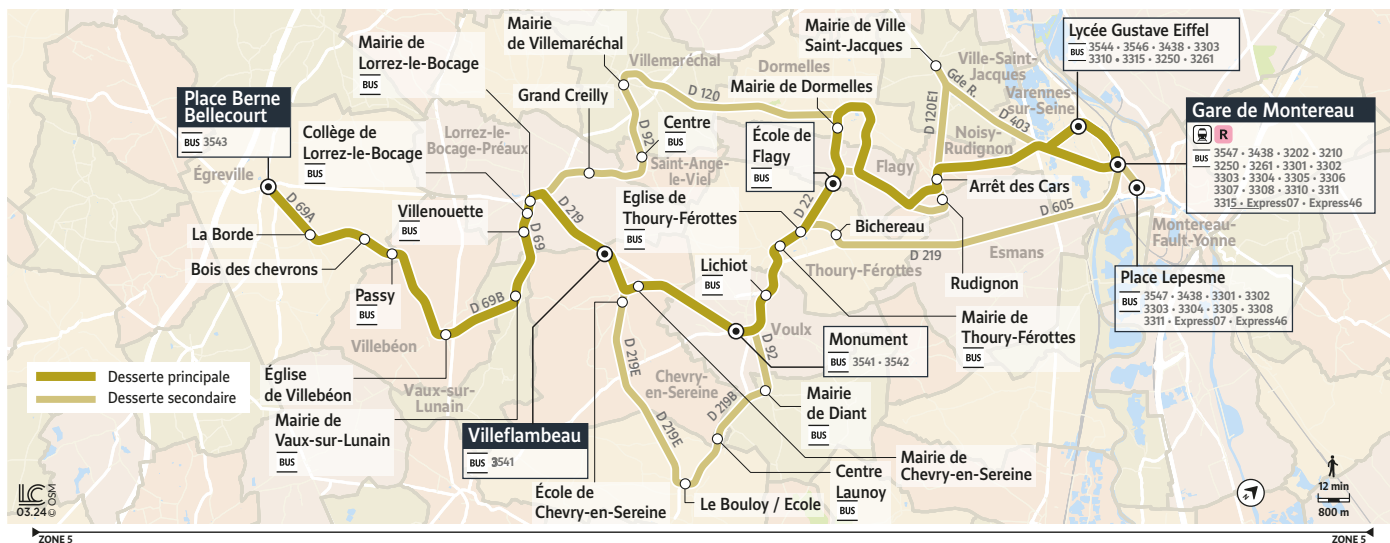 Mairie
de Villemaréchal
Mairie de Ville
Saint-Jacques
Lycée Gustave Eiffel
BUS 3544 • 3546 • 3438 • 3303
3310 • 3315 • 3250 • 3261
Mairie de
Lorrez-le-Bocage
BUS
Villemaréchal
Dormelles
Ville-Saint-
Jacques
Gde R.
Varennes-
sur-Seine
Grand Creilly
D 120
Mairie de Dormelles
D 120E1
D 403
Place Berne
Bellecourt
BUS 3543
Gare de Montereau
R
BUS 3547 • 3438 • 3202 • 3210
3250 • 3261 • 3301 • 3302
3303 • 3304 • 3305 • 3306
3307 • 3308 • 3310 • 3311
3315 • Express07 • Express46
Collège de
Lorrez-le-Bocage
BUS
Lorrez-le-
Bocage-Préaux
D 92
Centre
BUS
Saint-Ange-
le-Viel
École de
Flagy
BUS
Noisy-
Rudignon
Égreville
Flagy
Arrêt des Cars
D 69A
Villenouette
BUS
D 219
D 69
Eglise de
Thoury-Férottes
BUS
D 22
Bichereau
D 605
La Borde
Bois des chevrons
Montereau-
Fault-Yonne
D 219
Esmans
Thoury-Férottes
Rudignon
Lichiot
BUS
Place Lepesme
BUS 3547 • 3438 • 3301 • 3302
3303 • 3304 • 3305 • 3308
3311 • Express07 • Express46
Passy
BUS
D 69B
Mairie de
Thoury-Férottes
BUS
Villebéon
Voulx
D 92
Monument
BUS 3541 • 3542
D 219E
Desserte principale
Desserte secondaire
Église
de Villebéon
Vaux-sur-
Lunain
Chevry-
en-Sereine
D 219B
Mairie
de Diant
BUS
Mairie de
Vaux-sur-Lunain
BUS
Villeflambeau
BUS 3541
D 219E
Mairie de
Chevry-en-Sereine
Centre
Launoy
BUS
École de
Chevry-en-Sereine
Le Bouloy / Ecole
12 min
800 m
LC
03.24 © OSM
ZONE 5
ZONE 5